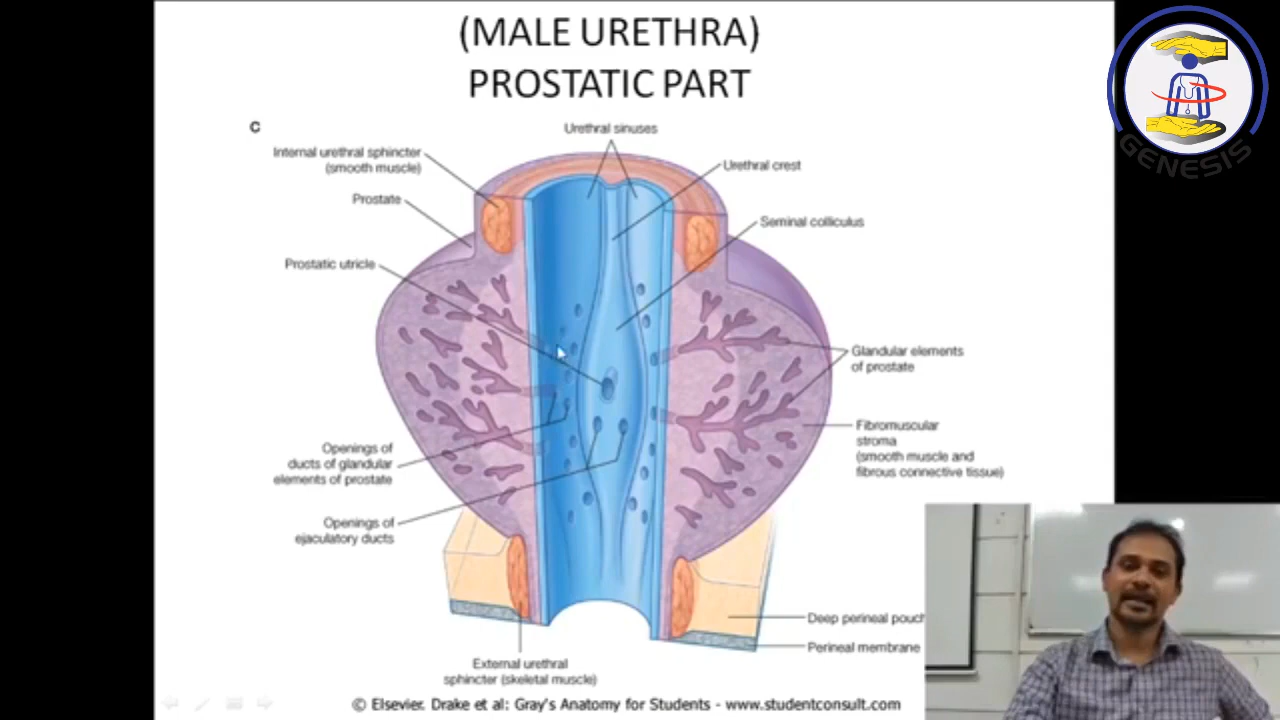 (MALE URETHRA)
PROSTATIC PART
GENESIS
C
Urethral sinuses
Internal urethral sphincter
(smooth muscle)
Urethral crest
Prostate
Seminal colliculus
Prostatic utricle
Glandular elements
of prostate
Fibromuscular
stroma
(smooth muscle and
fibrous connective tissue)
Openings of
ducts of glandular
elements of prostate
Openings of
ejaculatory ducts
Deep perineal pouch
Perineal membrane
External urethral
sphincter (skeletal muscle)
© Elsevier. Drake et al: Gray's Anatomy for Students - www.studentconsult.com